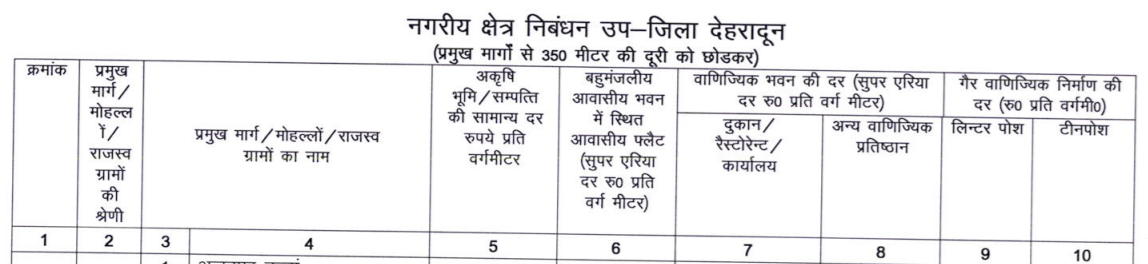 नगरीय क्षेत्र निबंधन उप–जिला देहरादून
(प्रमुख मार्गों से 350 मीटर की दूरी को छोडकर)
क्रमांक
प्रमुख
मार्ग/
मोहल्ल
ों/
राजस्व
ग्रामों
की
श्रेणी
प्रमुख मार्ग/मोहल्लों/राजस्व
ग्रामों का नाम
अकृषि
भूमि/सम्पत्ति
की सामान्य दर
रुपये प्रति
वर्गमीटर
बहुमंजलीय
आवासीय भवन
में स्थित
आवासीय फ्लैट
(सुपर एरिया
दर रु0 प्रति
वर्ग मीटर)
वाणिज्यिक भवन की दर (सुपर एरिया
दर रु0 प्रति वर्ग मीटर)
दुकान/
रैस्टोरेन्ट/
कार्यालय
अन्य वाणिज्यिक
प्रतिष्ठान
गैर वाणिज्यिक निर्माण की
दर (रु0 प्रति वर्गमी0)
लिन्टर पोश
टीनपोश
1 2 3 4 5 6 7 8 9 10